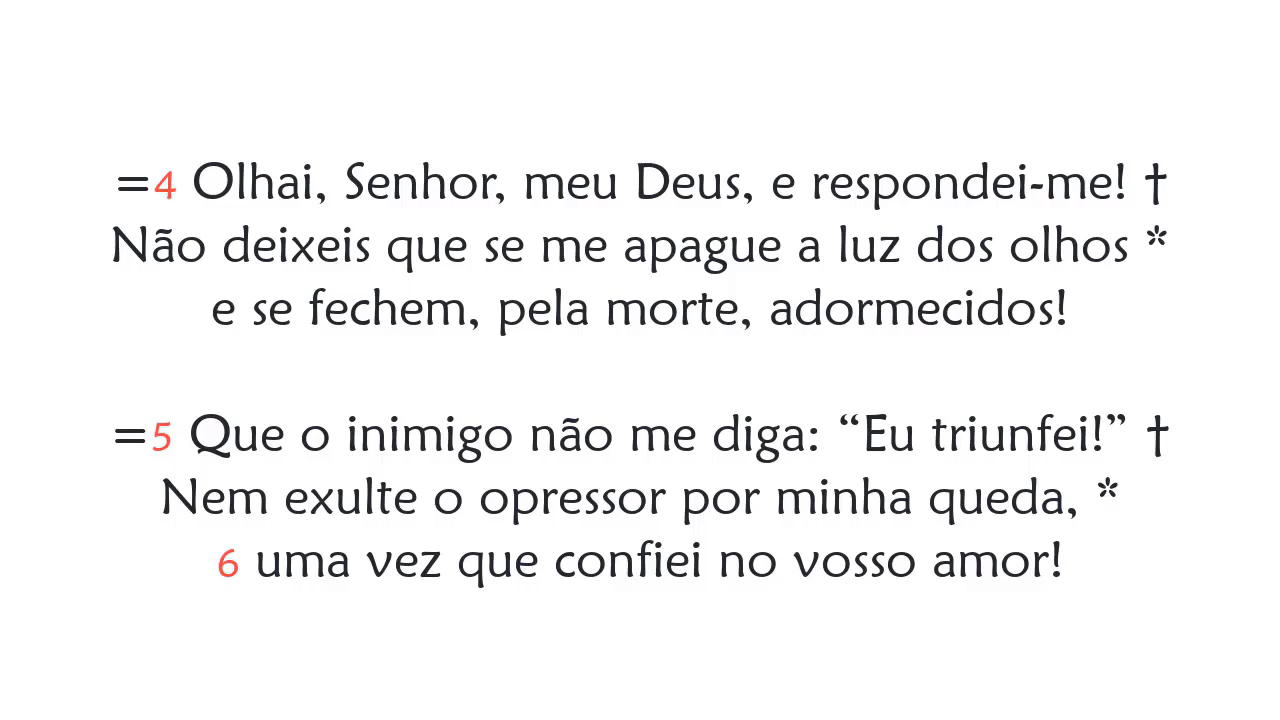 =4 Olhai, Senhor, meu Deus, e respondei-me! †
Não deixeis que se me apague a luz dos olhos *
e se fechem, pela morte, adormecidos!
=5 Que o inimigo não me diga: “Eu triunfei!” †
Nem exulte o opressor por minha queda, *
6 uma vez que confiei no vosso amor!